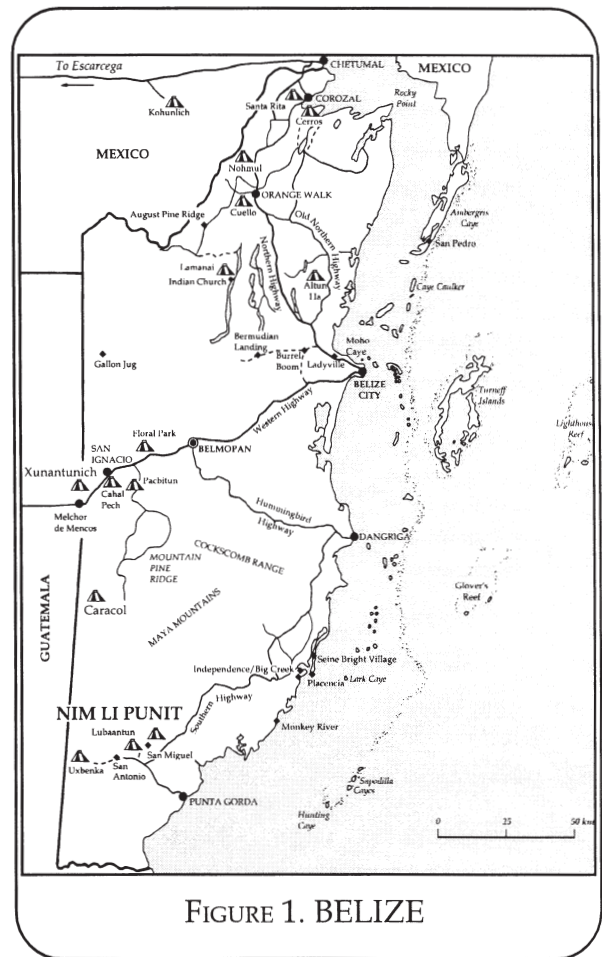 To Escarcega
CHETUMAL
MEXICO
Kohunlich
Santa Rita
COROZAL
Rocky
Point
Cerros
MEXICO
Nohmul
ORANGE WALK
Cuello
August Pine Ridge
Old Northern Highway
Ambergris
Caye
San Pedro
Northern Highway
Lamanai
Indian Church
Altun
Ha
Caye Caulker
Bermudian
Landing
Moho
Caye
Burrel
Boom
Ladyville
Gallon Jug
BELIZE
CITY
Turneff
Islands
Western Highway
Lighthouse
Reef
Floral Park
SAN
IGNACIO
BELMOPAN
Xunantunich
Cahal
Pech
Pacbitun
Melchor
de Mencos
Hummingbird
Highway
DANGRIGA
COCKSCOMB RANGE
MOUNTAIN
PINE
RIDGE
Glover's
Reef
Caracol
MAYA MOUNTAINS
GUATEMALA
Seine Bright Village
Independence/Big Creek
Placencia
Lark Caye
Southern Highway
NIM LI PUNIT
Monkey River
Lubaantun
San Miguel
Uxbenka
San
Antonio
PUNTA GORDA
Sapodilla
Cayes
Hunting
Caye
0 25 50 km
FIGURE 1. BELIZE